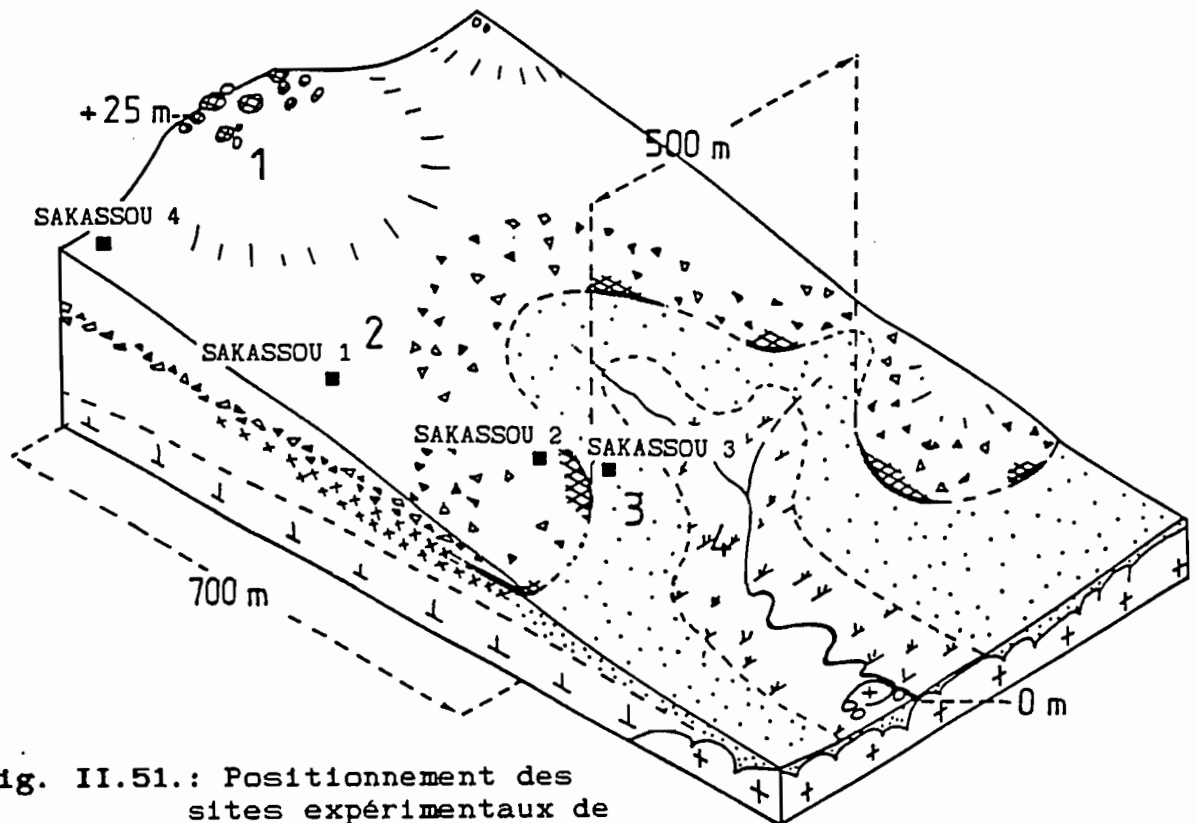 +25 m
500 m
1
SAKASSOU 4
2
SAKASSOU 1
SAKASSOU 2
SAKASSOU 3
3
700 m
0 m
ig. II.51.: Positionnement des
sites expérimentaux de